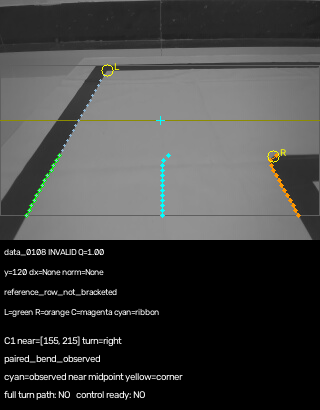 L
R
data_0108 INVALID Q=1.00
y=120 dx=None norm=None
reference_row_not_bracketed
L=green R=orange C=magenta cyan=ribbon
C1 near=[155, 215] turn=right
paired_bend_observed
cyan=observed near midpoint yellow=corner
full turn path: NO control ready: NO